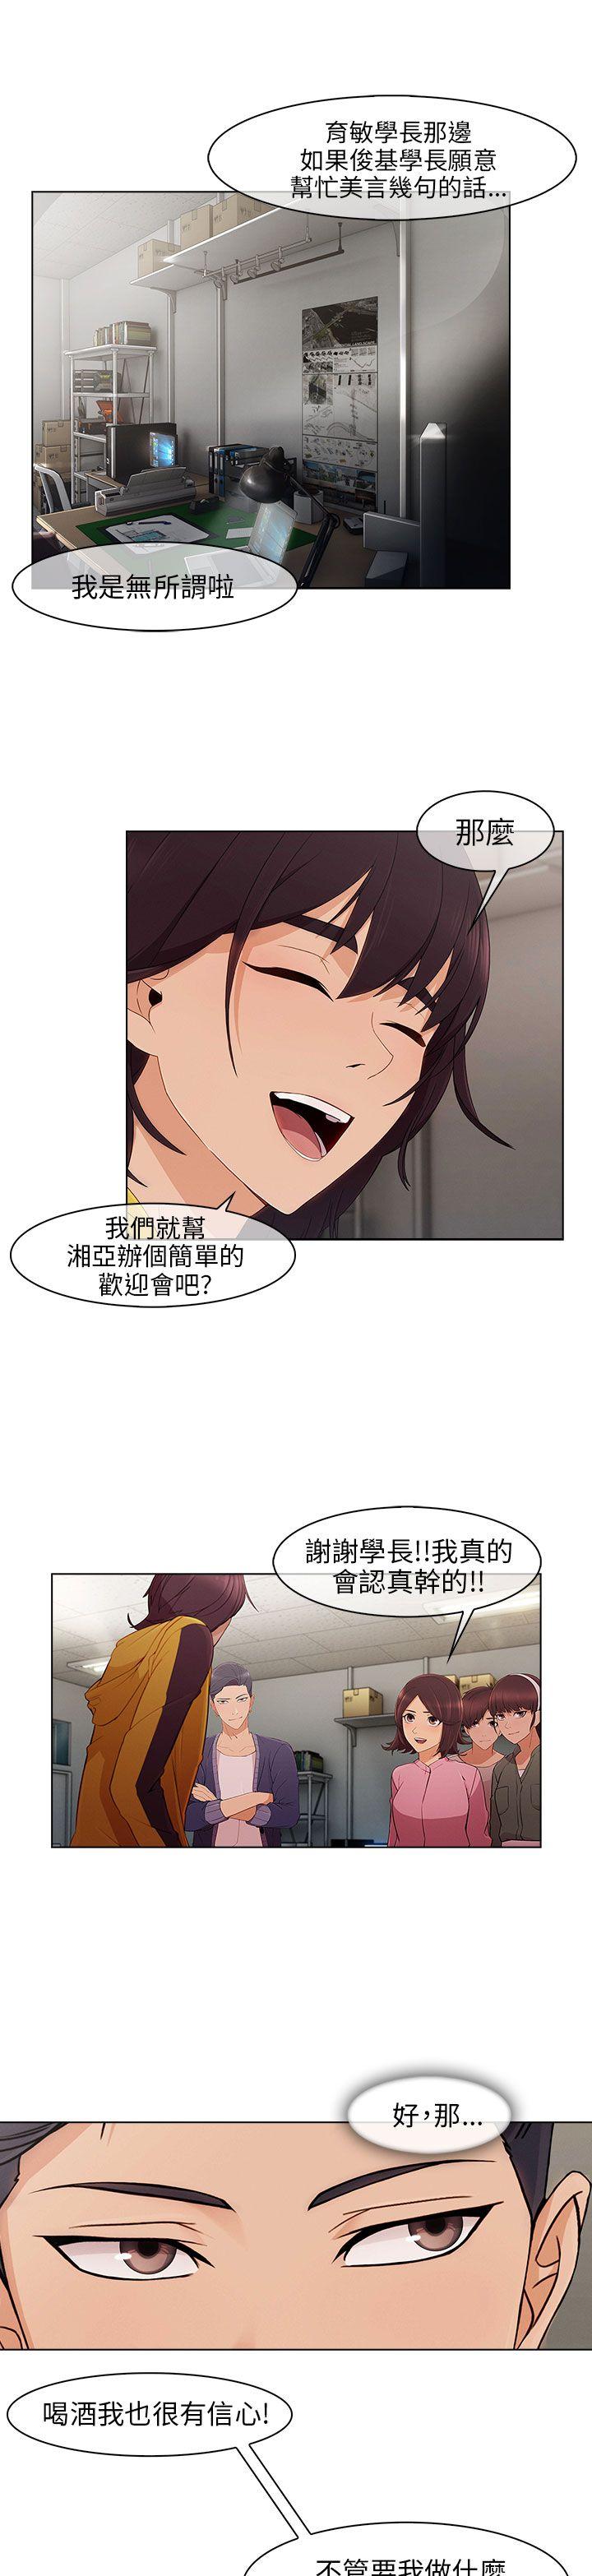 育敏學長那邊
如果俊基學長願意
幫忙美言幾句的話...
我是無所謂啦
那麼
我們就幫
湘亞辦個簡單的
歡迎會吧?
謝謝學長!!我真的
會認真幹的!!
好,那...
喝酒我也很有信心!
不管要我做什麼